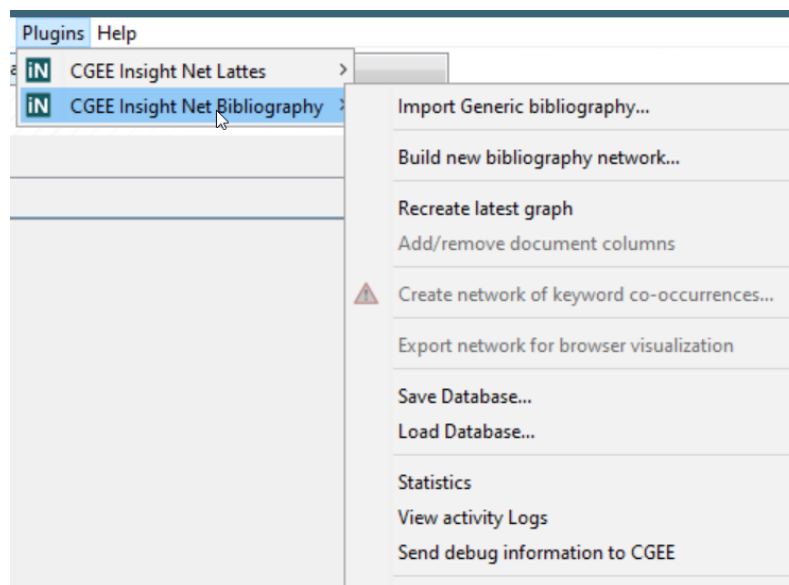 Plugins Help
iN CGEE Insight Net Lattes
iN CGEE Insight Net Bibliography
Import Generic bibliography...
Build new bibliography network...
Recreate latest graph
Add/remove document columns
Create network of keyword co-occurrences...
Export network for browser visualization
Save Database...
Load Database...
Statistics
View activity Logs
Send debug information to CGEE